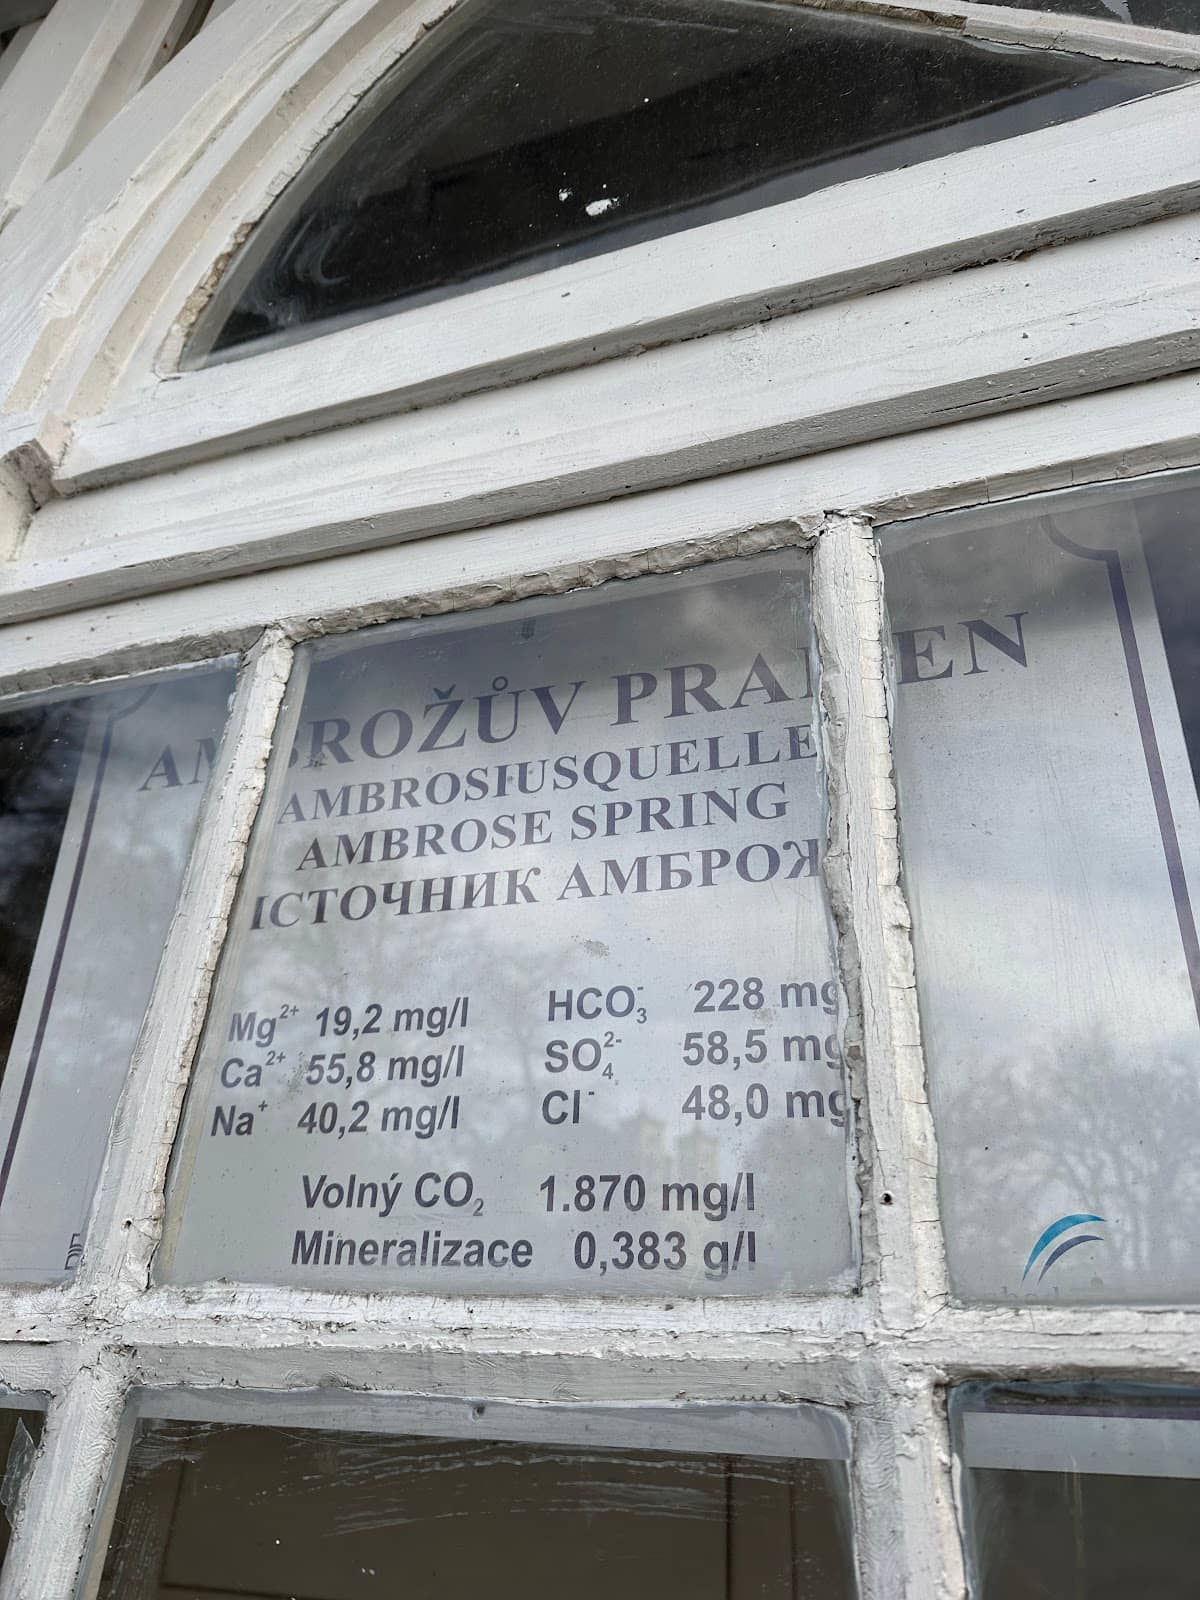 AMBROŽŮV PRAMEN
AMBROSIUSQUELLE
AMBROSE SPRING
ИСТОЧНИК АМБРОЖ
Mg²⁺ 19,2 mg/l HCO₃⁻ 228 mg
Ca²⁺ 55,8 mg/l SO₄²⁻ 58,5 mg
Na⁺ 40,2 mg/l Cl⁻ 48,0 mg
Volný CO₂ 1.870 mg/l
Mineralizace 0,383 g/l